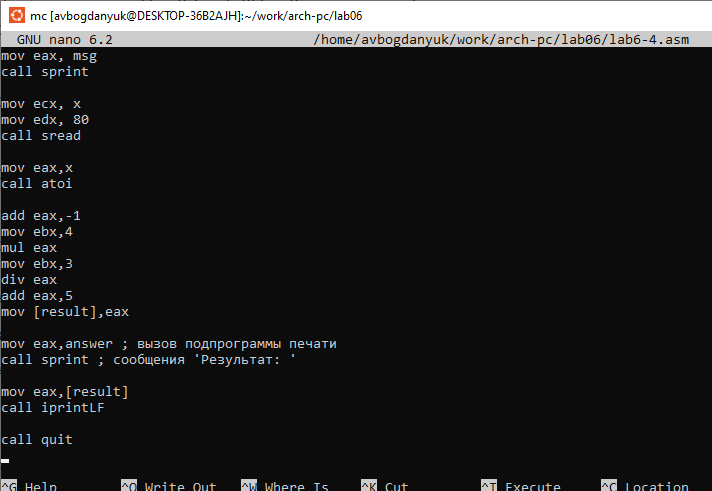 mc [avbogdanyuk@DESKTOP-36B2AJH]:~/work/arch-pc/lab06
GNU nano 6.2 /home/avbogdanyuk/work/arch-pc/lab06/lab6-4.asm
mov eax, msg
call sprint
mov ecx, x
mov edx, 80
call sread
mov eax,x
call atoi
add eax,-1
mov ebx,4
mul eax
mov ebx,3
div eax
add eax,5
mov [result],eax
mov eax,answer ; вызов подпрограммы печати
call sprint ; сообщения 'Результат: '
mov eax,[result]
call iprintLF
call quit
^G Help ^O Write Out ^W Where Is ^K Cut ^T Execute ^C Location